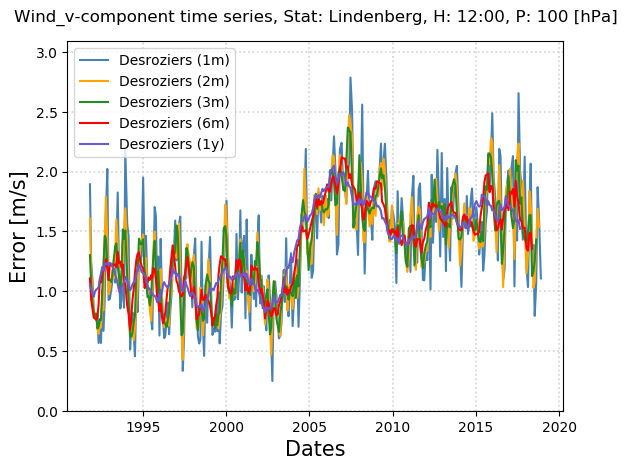 Wind_v-component time series, Stat: Lindenberg, H: 12:00, P: 100 [hPa]
Desroziers (1m)
Desroziers (2m)
Desroziers (3m)
Desroziers (6m)
Desroziers (1y)
Error [m/s]
3.0
2.5
2.0
1.5
1.0
0.5
0.0
1995 2000 2005 2010 2015 2020
Dates